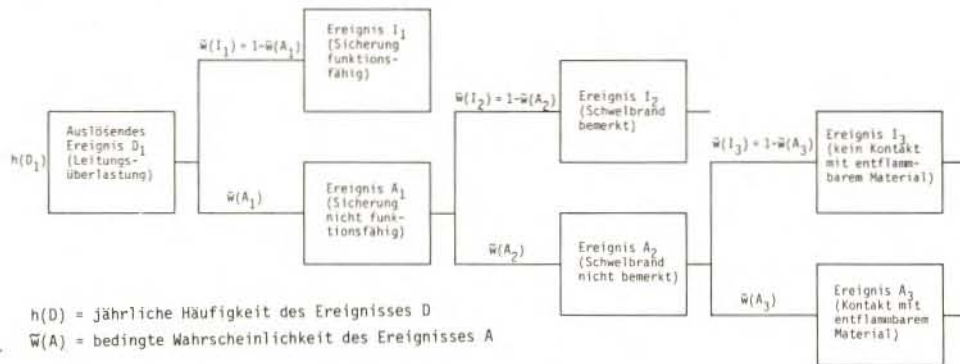 h(D₁)
Auslösendes
Ereignis D₁
(Leitungs-
überlastung)
w̃(I₁) = 1-w̃(A₁)
Ereignis I₁
(Sicherung
funktions-
fähig)
w̃(A₁)
Ereignis A₁
(Sicherung
nicht funk-
tionsfähig)
w̃(I₂) = 1-w̃(A₂)
Ereignis I₂
(Schwelbrand
bemerkt)
w̃(A₂)
Ereignis A₂
(Schwelbrand
nicht bemerkt)
w̃(I₃) = 1-w̃(A₃)
Ereignis I₃
(kein Kontakt
mit entflamm-
barem Material)
w̃(A₃)
Ereignis A₃
(Kontakt mit
entflammbarem
Material)
h(D) = jährliche Häufigkeit des Ereignisses D
w̃(A) = bedingte Wahrscheinlichkeit des Ereignisses A